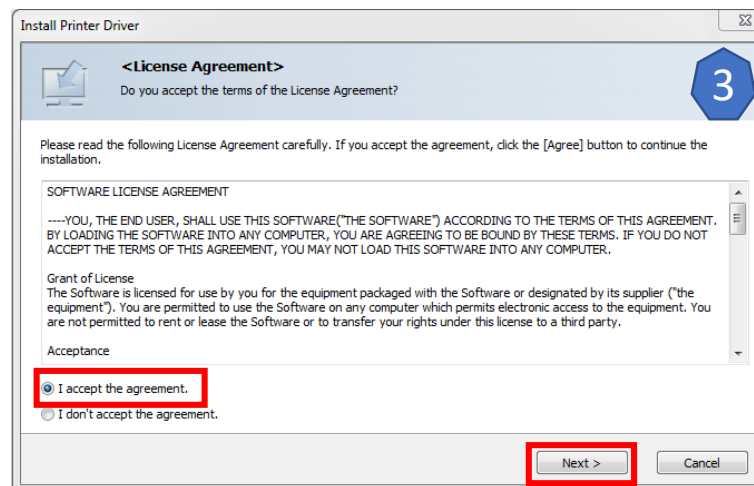 Install Printer Driver
<License Agreement>
Do you accept the terms of the License Agreement?
3
Please read the following License Agreement carefully. If you accept the agreement, click the [Agree] button to continue the
installation.
SOFTWARE LICENSE AGREEMENT
----YOU, THE END USER, SHALL USE THIS SOFTWARE("THE SOFTWARE") ACCORDING TO THE TERMS OF THIS AGREEMENT.
BY LOADING THE SOFTWARE INTO ANY COMPUTER, YOU ARE AGREEING TO BE BOUND BY THESE TERMS. IF YOU DO NOT
ACCEPT THE TERMS OF THIS AGREEMENT, YOU MAY NOT LOAD THIS SOFTWARE INTO ANY COMPUTER.
Grant of License
The Software is licensed for use by you for the equipment packaged with the Software or designated by its supplier ("the
equipment"). You are permitted to use the Software on any computer which permits electronic access to the equipment. You
are not permitted to rent or lease the Software or to transfer your rights under this license to a third party.
Acceptance
I accept the agreement.
I don't accept the agreement.
Next >
Cancel